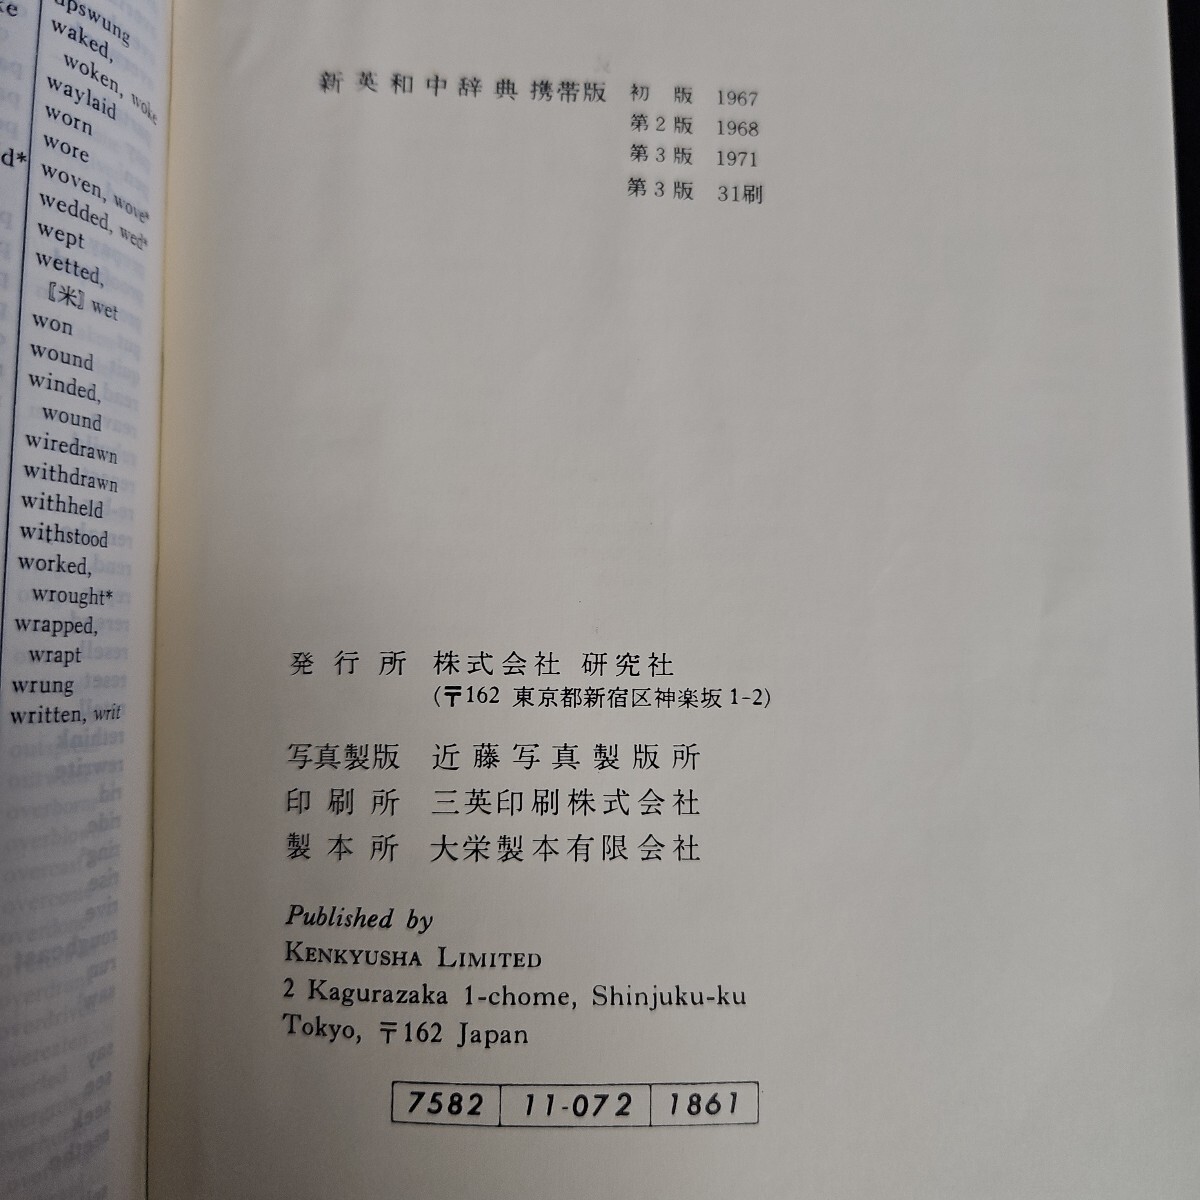 upswung
waked,
woken, woke
waylaid
worn
wore
woven, wove*
wedded, wed*
wept
wetted,
〖米〗wet
won
wound
winded,
wound
wiredrawn
withdrawn
withheld
withstood
worked,
wrought*
wrapped,
wrapt
wrung
written, writ
新英和中辞典 携帯版 初版 1967
第2版 1968
第3版 1971
第3版 31刷
発行所 株式会社 研究社
(〒162 東京都新宿区神楽坂1-2)
写真製版 近藤写真製版所
印刷所 三英印刷株式会社
製本所 大栄製本有限会社
Published by
KENKYUSHA LIMITED
2 Kagurazaka 1-chome, Shinjuku-ku
Tokyo, 〒162 Japan
7582 11-072 1861